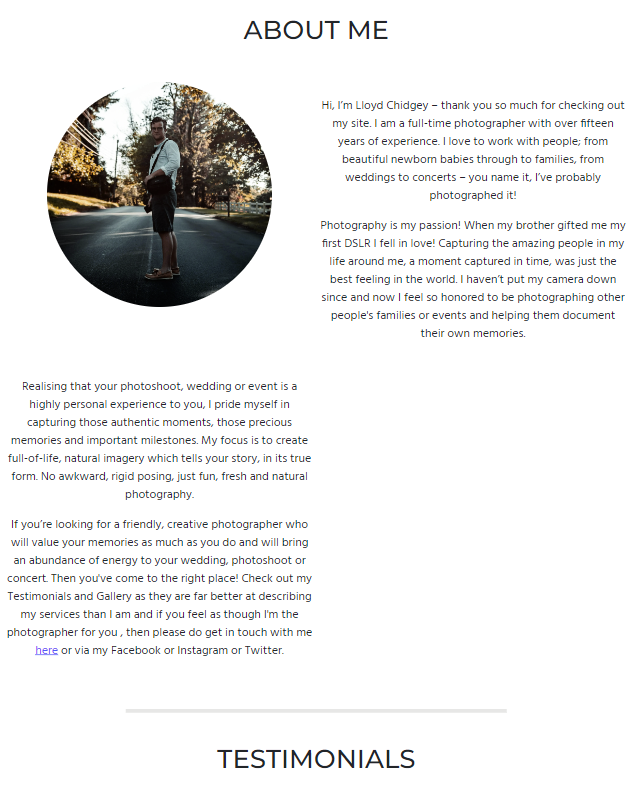 ABOUT ME
Hi, I’m Lloyd Chidgey – thank you so much for checking out
my site. I am a full-time photographer with over fifteen
years of experience. I love to work with people; from
beautiful newborn babies through to families, from
weddings to concerts – you name it, I’ve probably
photographed it!
Photography is my passion! When my brother gifted me my
first DSLR I fell in love! Capturing the amazing people in my
life around me, a moment captured in time, was just the
best feeling in the world. I haven’t put my camera down
since and now I feel so honored to be photographing other
people's families or events and helping them document
their own memories.
Realising that your photoshoot, wedding or event is a
highly personal experience to you, I pride myself in
capturing those authentic moments, those precious
memories and important milestones. My focus is to create
full-of-life, natural imagery which tells your story, in its true
form. No awkward, rigid posing, just fun, fresh and natural
photography.
If you’re looking for a friendly, creative photographer who
will value your memories as much as you do and will bring
an abundance of energy to your wedding, photoshoot or
concert. Then you've come to the right place! Check out my
Testimonials and Gallery as they are far better at describing
my services than I am and if you feel as though I'm the
photographer for you , then please do get in touch with me
here or via my Facebook or Instagram or Twitter.
TESTIMONIALS